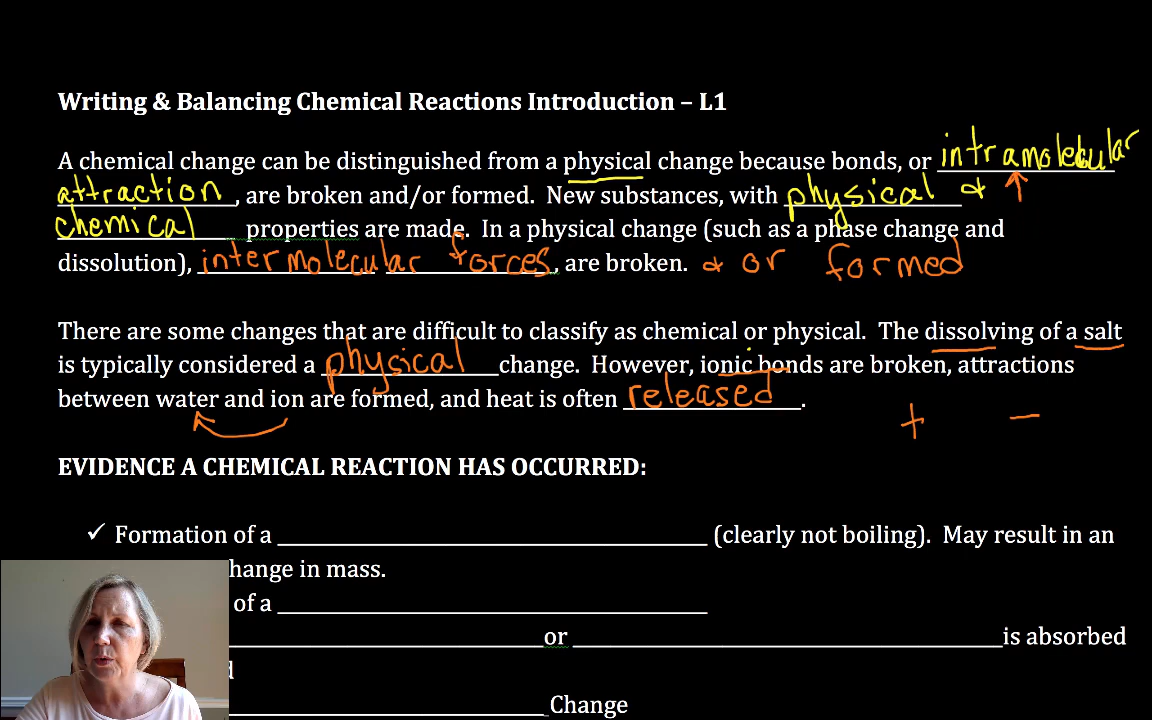 Writing & Balancing Chemical Reactions Introduction – L1
A chemical change can be distinguished from a physical change because bonds, or intramolecular
attraction, are broken and/or formed. New substances, with physical &
chemical properties are made. In a physical change (such as a phase change and
dissolution), intermolecular forces, are broken. & or formed
There are some changes that are difficult to classify as chemical or physical. The dissolving of a salt
is typically considered a physical change. However, ionic bonds are broken, attractions
between water and ion are formed, and heat is often released.
+ −
EVIDENCE A CHEMICAL REACTION HAS OCCURRED:
✓ Formation of a ____ (clearly not boiling). May result in an
hange in mass.
of a ____
____ or ____ is absorbed
d
____ Change